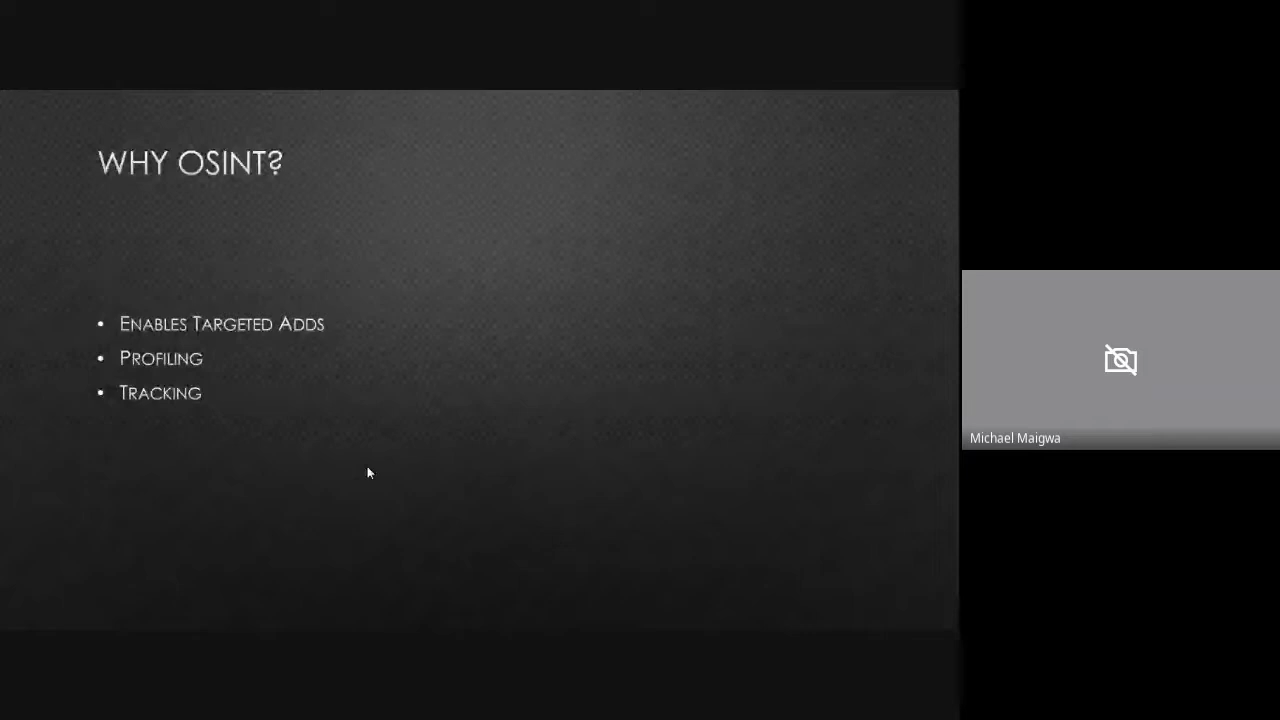 WHY OSINT?
• ENABLES TARGETED ADDS
• PROFILING
• TRACKING
Michael Maigwa